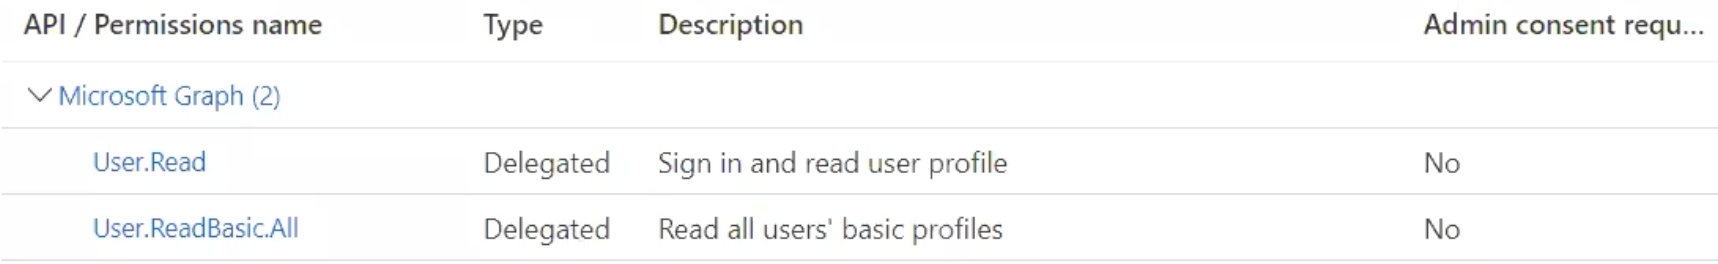 API / Permissions name Type Description Admin consent requ...
Microsoft Graph (2)
User.Read Delegated Sign in and read user profile No
User.ReadBasic.All Delegated Read all users' basic profiles No